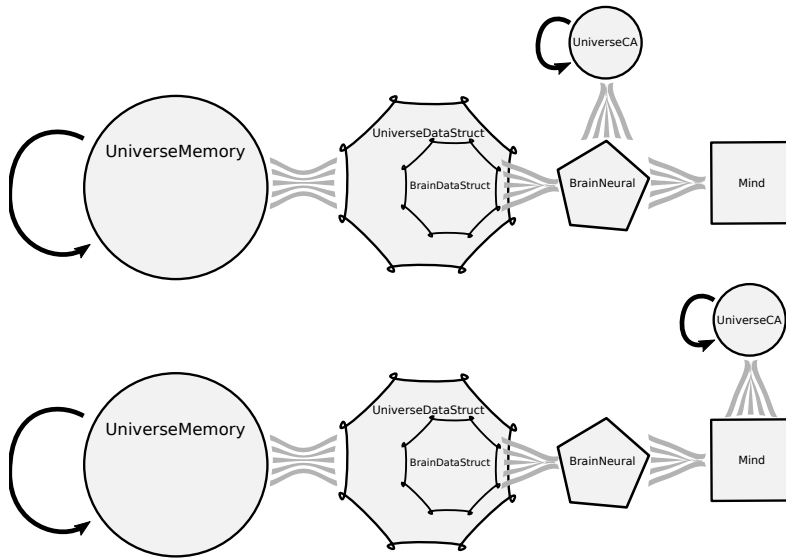 UniverseCA
UniverseMemory
UniverseDataStruct
BrainDataStruct
BrainNeural
Mind
UniverseCA
UniverseMemory
UniverseDataStruct
BrainDataStruct
BrainNeural
Mind